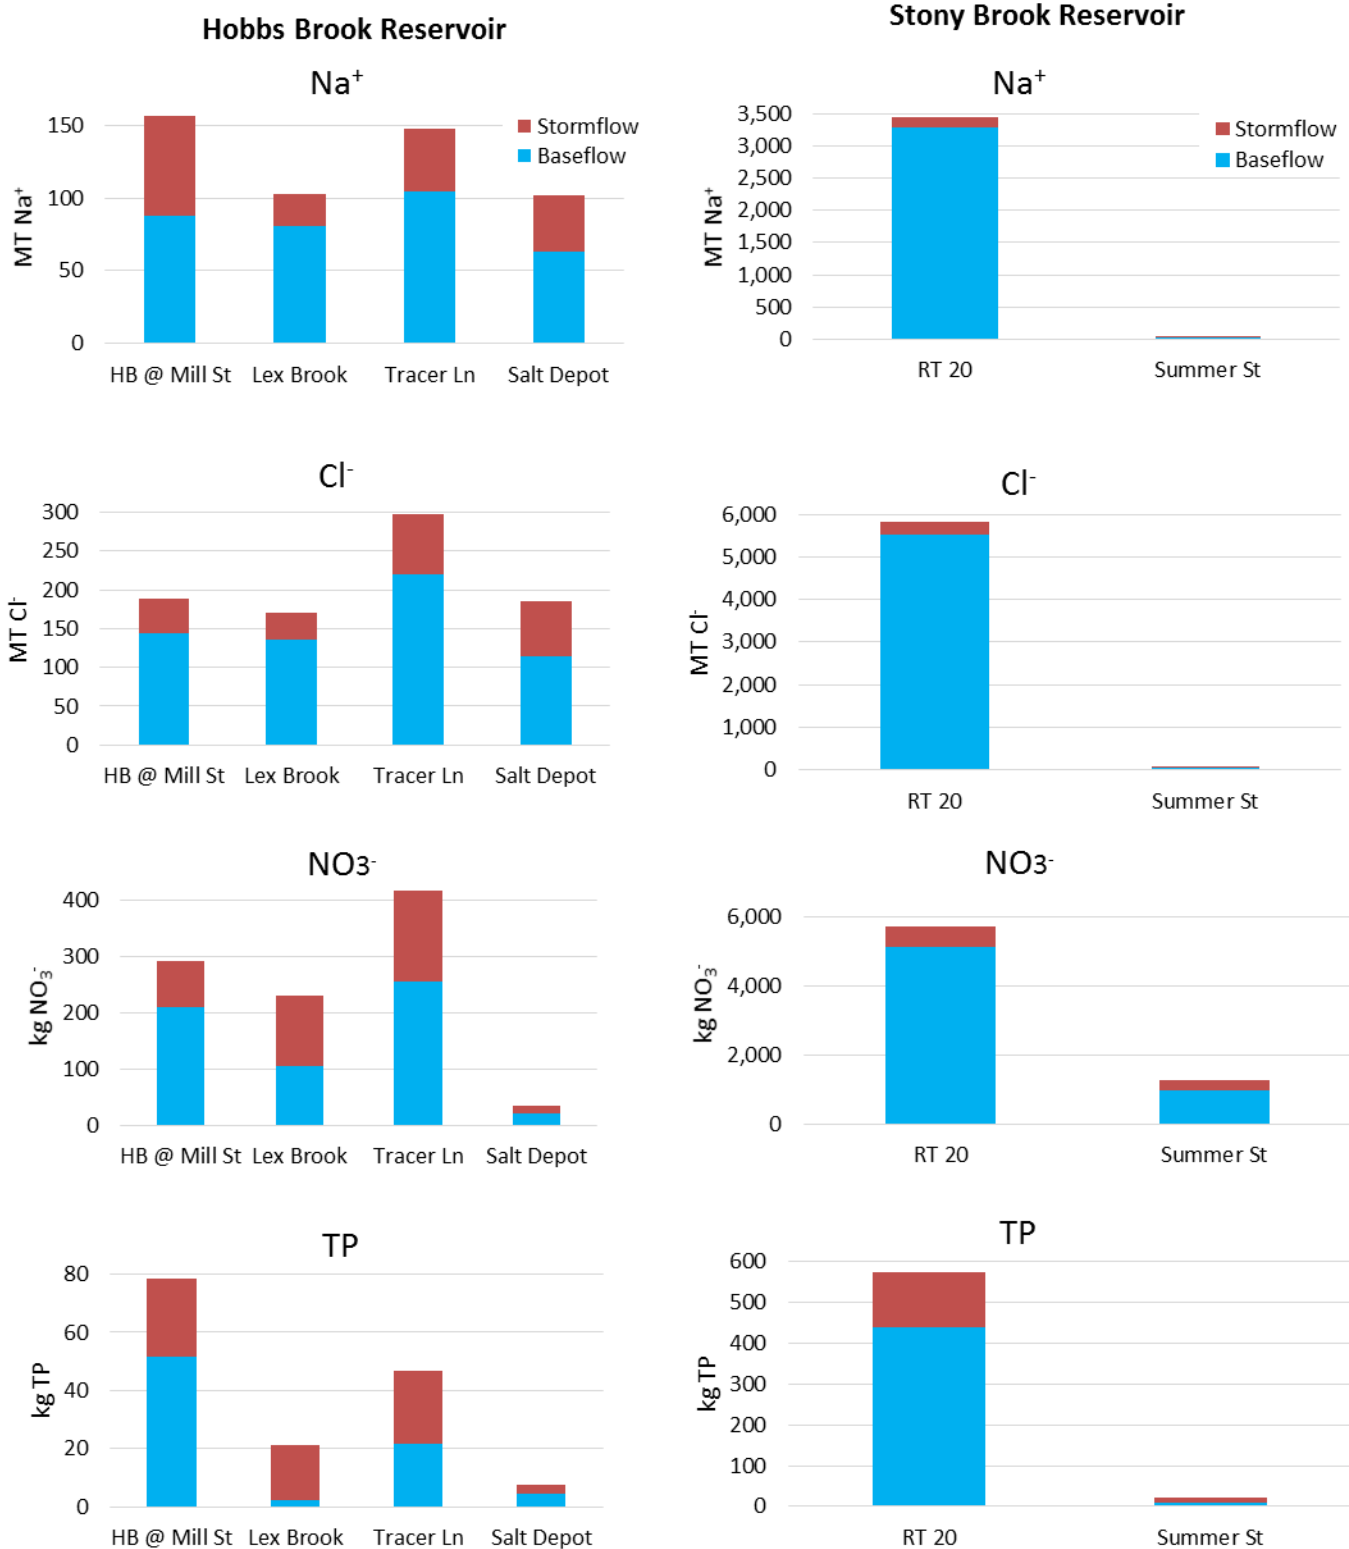 Hobbs Brook Reservoir
Na⁺
Stormflow
Baseflow
MT Na⁺
150
100
50
0
HB @ Mill St Lex Brook Tracer Ln Salt Depot
Cl⁻
MT Cl⁻
300
250
200
150
100
50
0
HB @ Mill St Lex Brook Tracer Ln Salt Depot
NO3⁻
kg NO₃⁻
400
300
200
100
0
HB @ Mill St Lex Brook Tracer Ln Salt Depot
TP
kg TP
80
60
40
20
0
HB @ Mill St Lex Brook Tracer Ln Salt Depot
Stony Brook Reservoir
Na⁺
Stormflow
Baseflow
MT Na⁺
3,500
3,000
2,500
2,000
1,500
1,000
500
0
RT 20 Summer St
Cl⁻
MT Cl⁻
6,000
5,000
4,000
3,000
2,000
1,000
0
RT 20 Summer St
NO3⁻
kg NO₃⁻
6,000
4,000
2,000
0
RT 20 Summer St
TP
kg TP
600
500
400
300
200
100
0
RT 20 Summer St